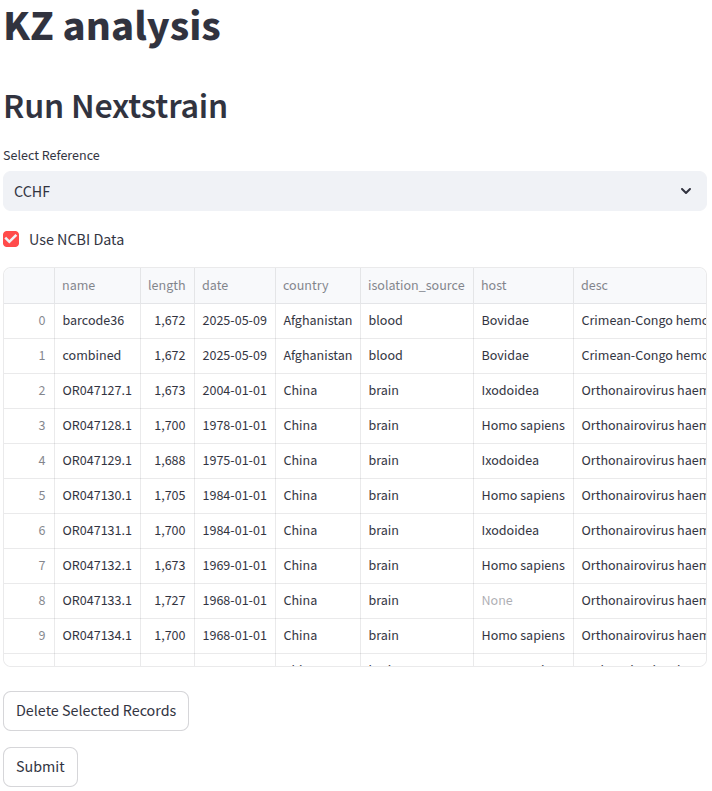 KZ analysis
Run Nextstrain
Select Reference
CCHF
Use NCBI Data
name length date country isolation_source host desc
0 barcode36 1,672 2025-05-09 Afghanistan blood Bovidae Crimean-Congo hemo
1 combined 1,672 2025-05-09 Afghanistan blood Bovidae Crimean-Congo hemo
2 OR047127.1 1,673 2004-01-01 China brain Ixodoidea Orthonairovirus haem
3 OR047128.1 1,700 1978-01-01 China brain Homo sapiens Orthonairovirus haem
4 OR047129.1 1,688 1975-01-01 China brain Ixodoidea Orthonairovirus haem
5 OR047130.1 1,705 1984-01-01 China brain Homo sapiens Orthonairovirus haem
6 OR047131.1 1,700 1984-01-01 China brain Ixodoidea Orthonairovirus haem
7 OR047132.1 1,673 1969-01-01 China brain Homo sapiens Orthonairovirus haem
8 OR047133.1 1,727 1968-01-01 China brain None Orthonairovirus haem
9 OR047134.1 1,700 1968-01-01 China brain Homo sapiens Orthonairovirus haem
Delete Selected Records
Submit